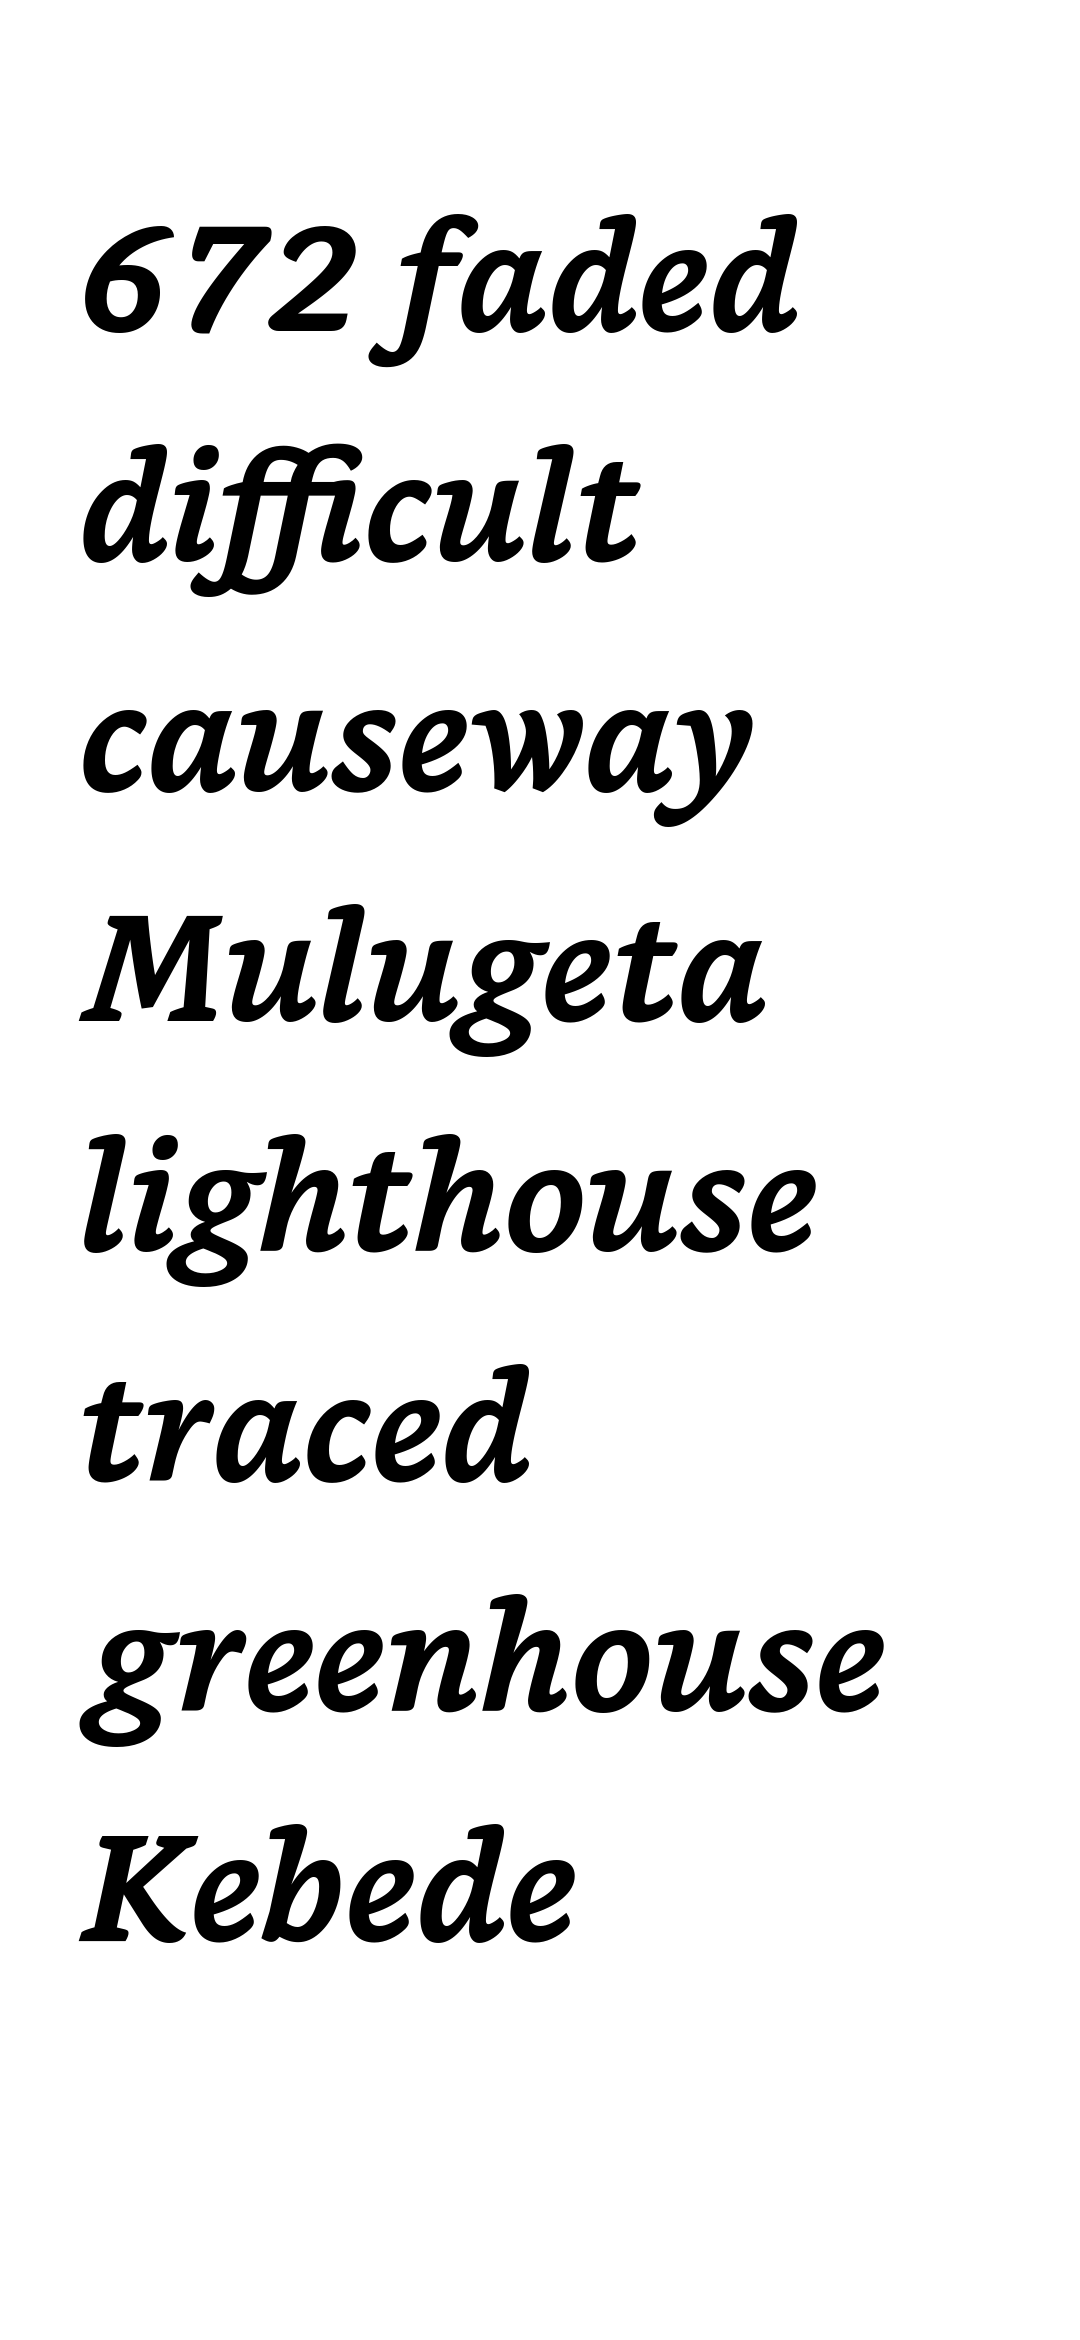 672 faded
difficult
causeway
Mulugeta
lighthouse
traced
greenhouse
Kebede